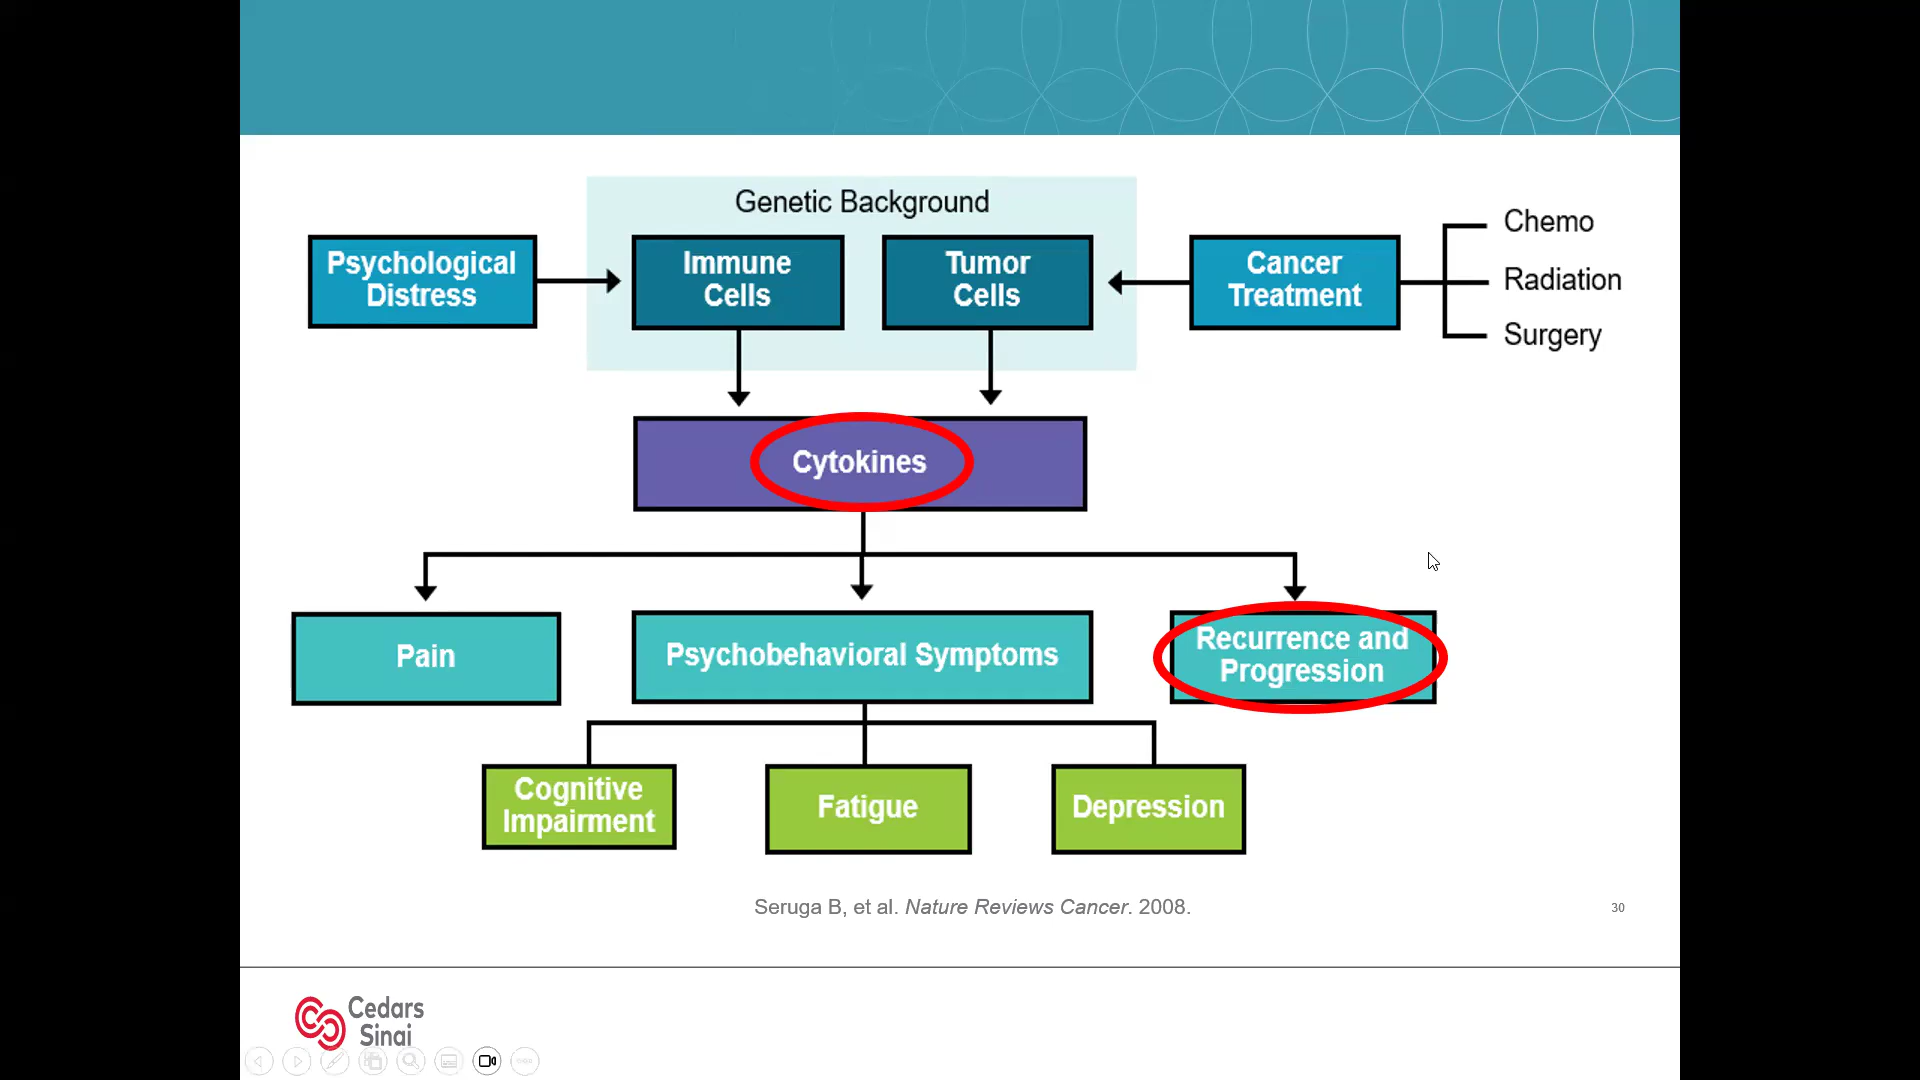 Genetic Background
Psychological
Distress
Immune
Cells
Tumor
Cells
Cancer
Treatment
Chemo
Radiation
Surgery
Cytokines
Pain
Psychobehavioral Symptoms
Recurrence and
Progression
Cognitive
Impairment
Fatigue
Depression
Seruga B, et al. Nature Reviews Cancer. 2008.
30
Cedars
Sinai